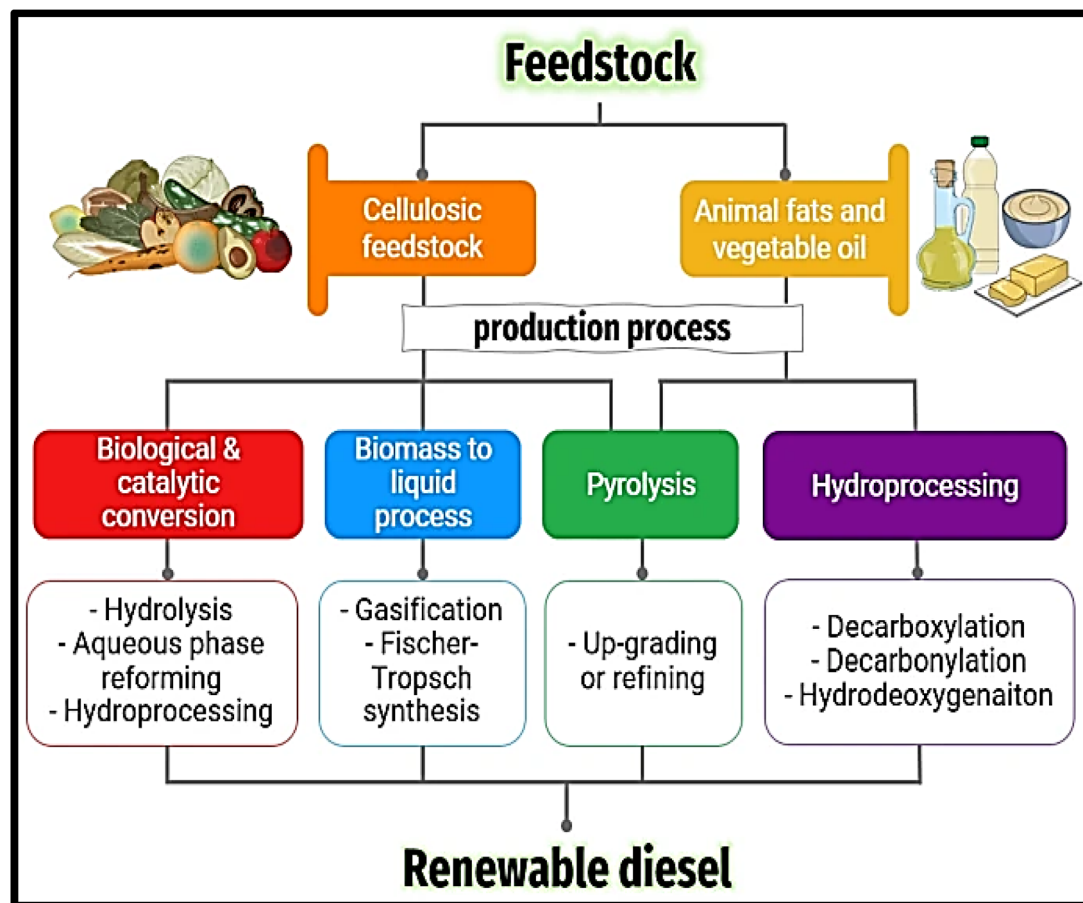 Feedstock
Cellulosic
feedstock
Animal fats and
vegetable oil
production process
Biological &
catalytic
conversion
Biomass to
liquid
process
Pyrolysis
Hydroprocessing
- Hydrolysis
- Aqueous phase
reforming
- Hydroprocessing
- Gasification
- Fischer-
Tropsch
synthesis
- Up-grading
or refining
- Decarboxylation
- Decarbonylation
- Hydrodeoxygenaiton
Renewable diesel